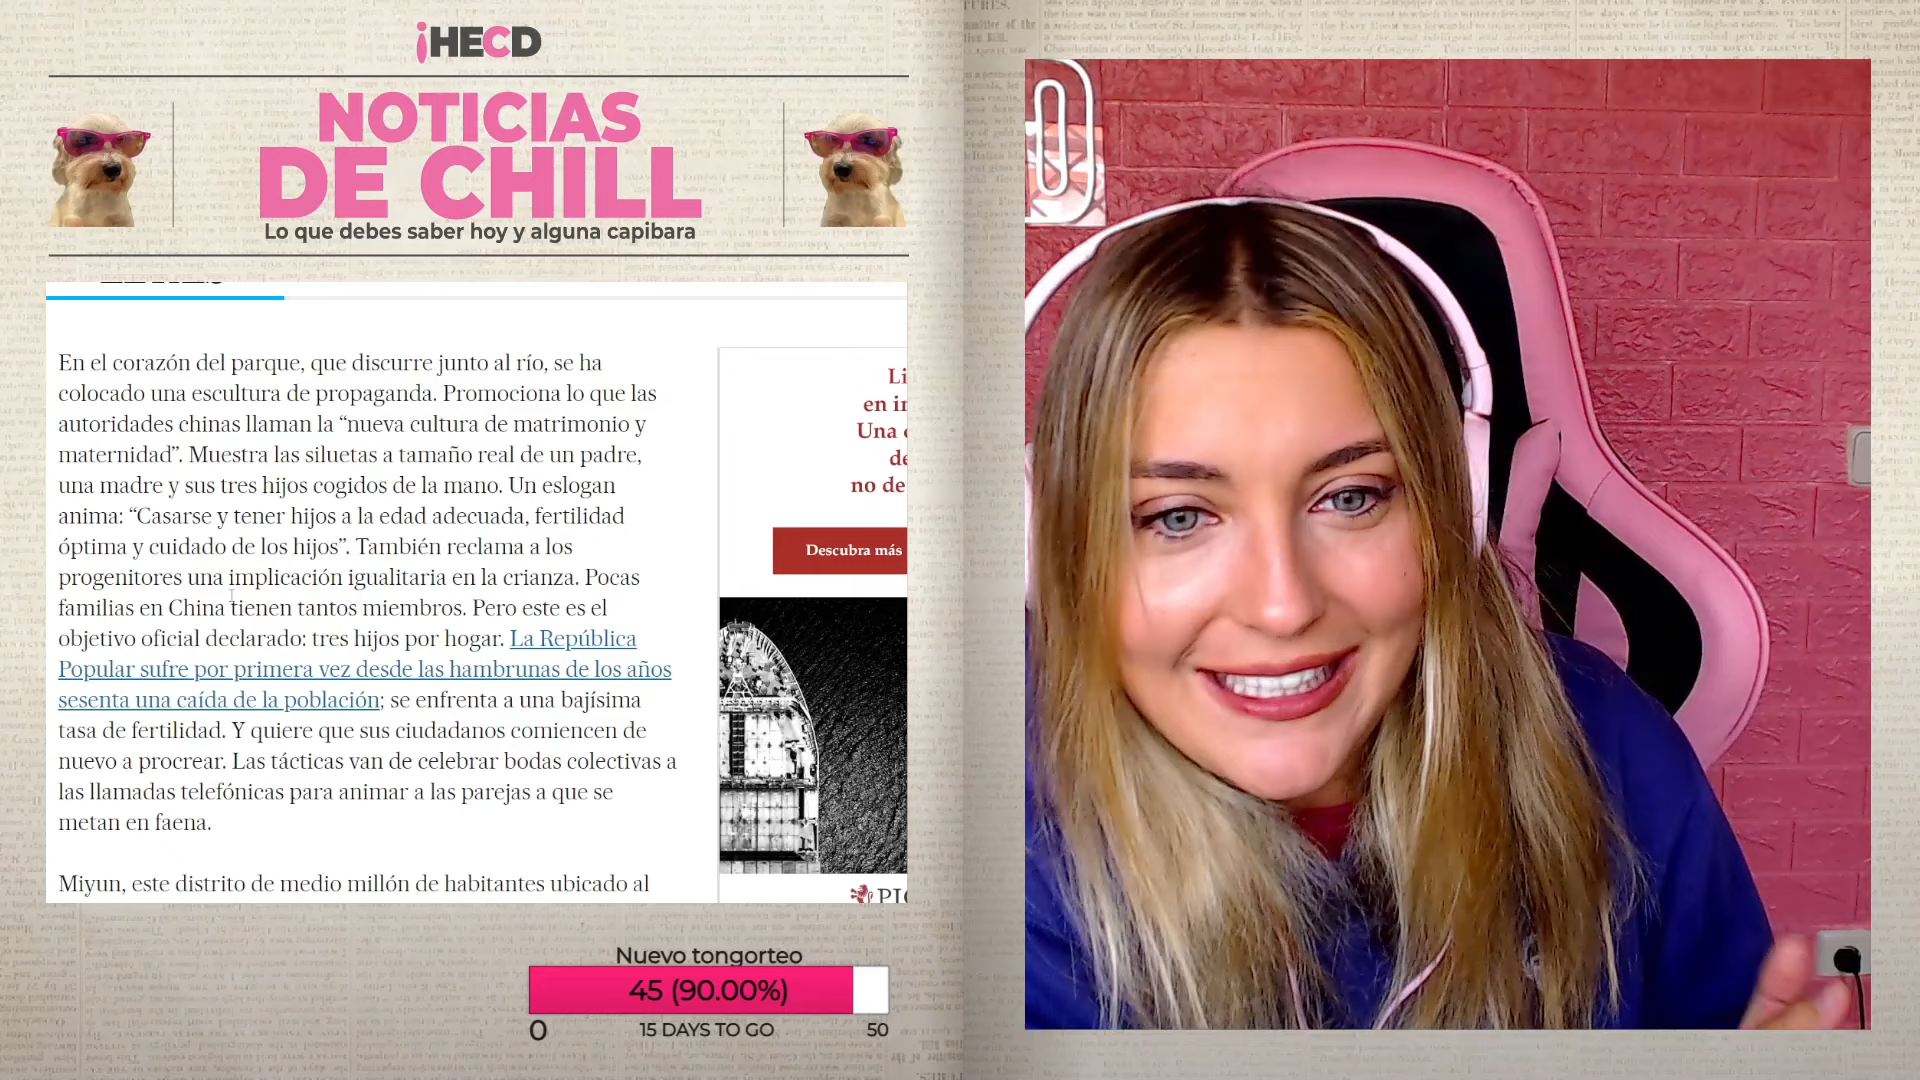 ¡HECD
NOTICIAS
DE CHILL
Lo que debes saber hoy y alguna capibara
En el corazón del parque, que discurre junto al río, se ha
colocado una escultura de propaganda. Promociona lo que las
autoridades chinas llaman la “nueva cultura de matrimonio y
maternidad”. Muestra las siluetas a tamaño real de un padre,
una madre y sus tres hijos cogidos de la mano. Un eslogan
anima: “Casarse y tener hijos a la edad adecuada, fertilidad
óptima y cuidado de los hijos”. También reclama a los
progenitores una implicación igualitaria en la crianza. Pocas
familias en China tienen tantos miembros. Pero este es el
objetivo oficial declarado: tres hijos por hogar. La República
Popular sufre por primera vez desde las hambrunas de los años
sesenta una caída de la población; se enfrenta a una bajísima
tasa de fertilidad. Y quiere que sus ciudadanos comiencen de
nuevo a procrear. Las tácticas van de celebrar bodas colectivas a
las llamadas telefónicas para animar a las parejas a que se
metan en faena.
Miyun, este distrito de medio millón de habitantes ubicado al
Li
en
Una
de
no de
Descubra más
Nuevo tongorteo
45 (90.00%)
0 15 DAYS TO GO 50